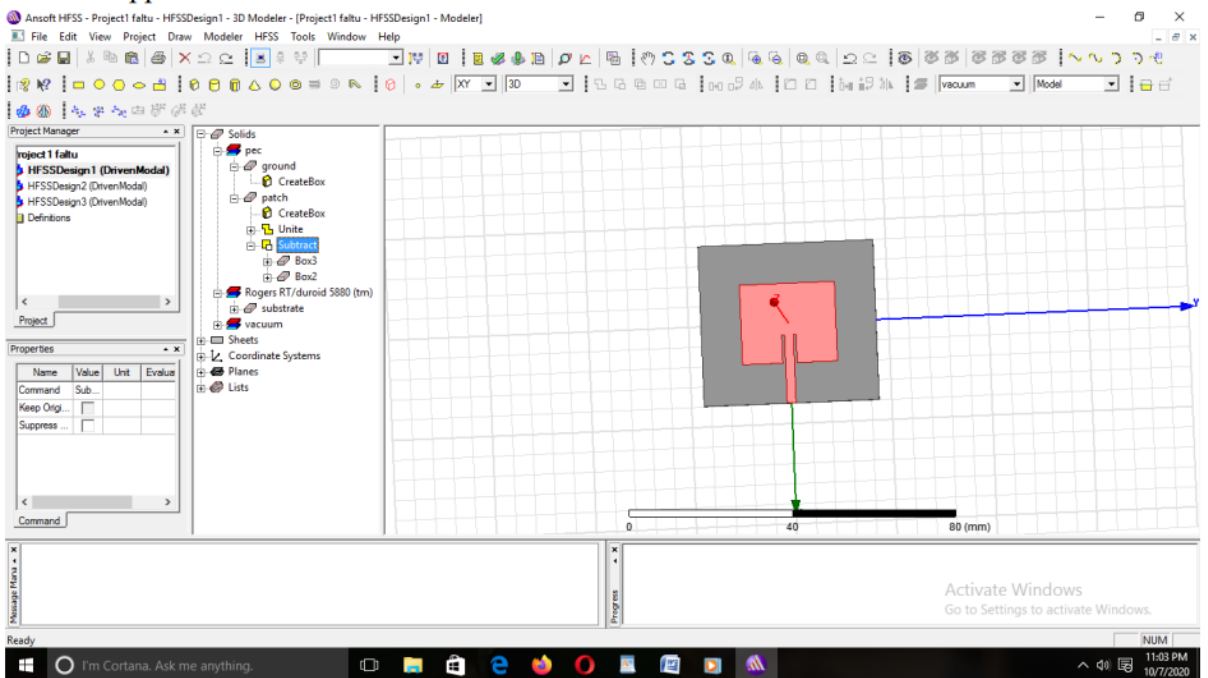 Ansoft HFSS - Project1 faltu - HFSSDesign1 - 3D Modeler - [Project1 faltu - HFSSDesign1 - Modeler]
File Edit View Project Draw Modeler HFSS Tools Window Help
XY 3D vacuum Model
Project Manager
roject1 faltu
HFSSDesign1 (DrivenModal)
HFSSDesign2 (DrivenModal)
HFSSDesign3 (DrivenModal)
Definitions
Project
Properties
Name Value Unit Evalua
Command Sub...
Keep Origi...
Suppress ...
Command
Solids
pec
ground
CreateBox
patch
CreateBox
Unite
Subtract
Box3
Box2
Rogers RT/duroid 5880 (tm)
substrate
vacuum
Sheets
Coordinate Systems
Planes
Lists
Z
Y
0 40 80 (mm)
Message Mana
Progress
Activate Windows
Go to Settings to activate Windows.
Ready
NUM
I'm Cortana. Ask me anything.
11:03 PM
10/7/2020